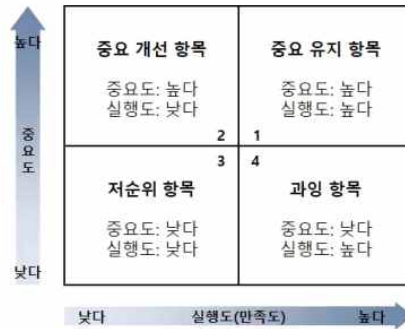 높다
중요도
낮다
중요 개선 항목
중요도: 높다
실행도: 낮다
2
중요 유지 항목
중요도: 높다
실행도: 높다
1
3
저순위 항목
중요도: 낮다
실행도: 낮다
4
과잉 항목
중요도: 낮다
실행도: 높다
낮다 실행도(만족도) 높다